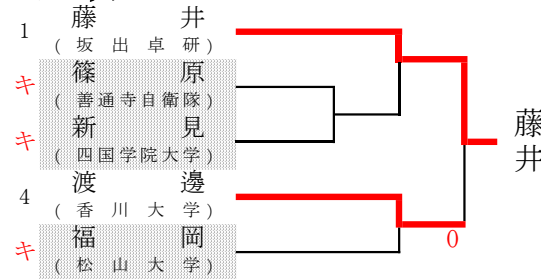 1 藤井
(坂出卓研)
キ 篠原
(善通寺自衛隊)
キ 新見
(四国学院大学)
4 渡邊
(香川大学)
キ 福岡
(松山大学)
0
藤井